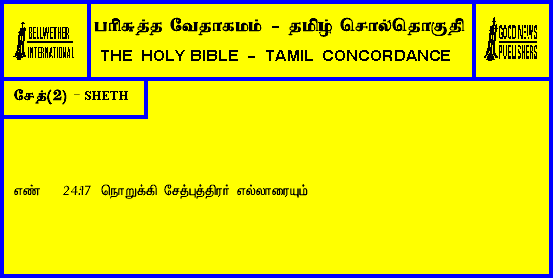 BELLWETHER
INTERNATIONAL
பரிசுத்த வேதாகமம் - தமிழ் சொல்தொகுதி
THE HOLY BIBLE - TAMIL CONCORDANCE
GOOD NEWS
PUBLISHERS
சேத்(2) - SHETH
எண் 24:17 நொறுக்கி சேத்புத்திரர் எல்லாரையும்